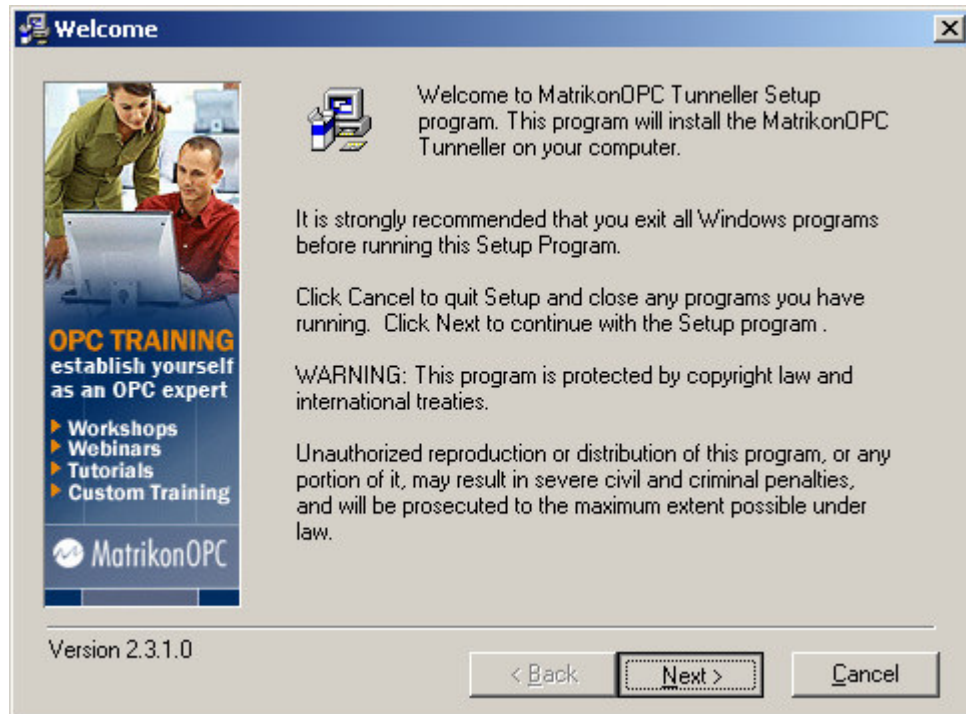 Welcome
Welcome to MatrikonOPC Tunneller Setup
program. This program will install the MatrikonOPC
Tunneller on your computer.
It is strongly recommended that you exit all Windows programs
before running this Setup Program.
Click Cancel to quit Setup and close any programs you have
running.  Click Next to continue with the Setup program .
WARNING: This program is protected by copyright law and
international treaties.
Unauthorized reproduction or distribution of this program, or any
portion of it, may result in severe civil and criminal penalties,
and will be prosecuted to the maximum extent possible under
law.
OPC TRAINING
establish yourself
as an OPC expert
Workshops
Webinars
Tutorials
Custom Training
MatrikonOPC
Version 2.3.1.0
< Back
Next >
Cancel